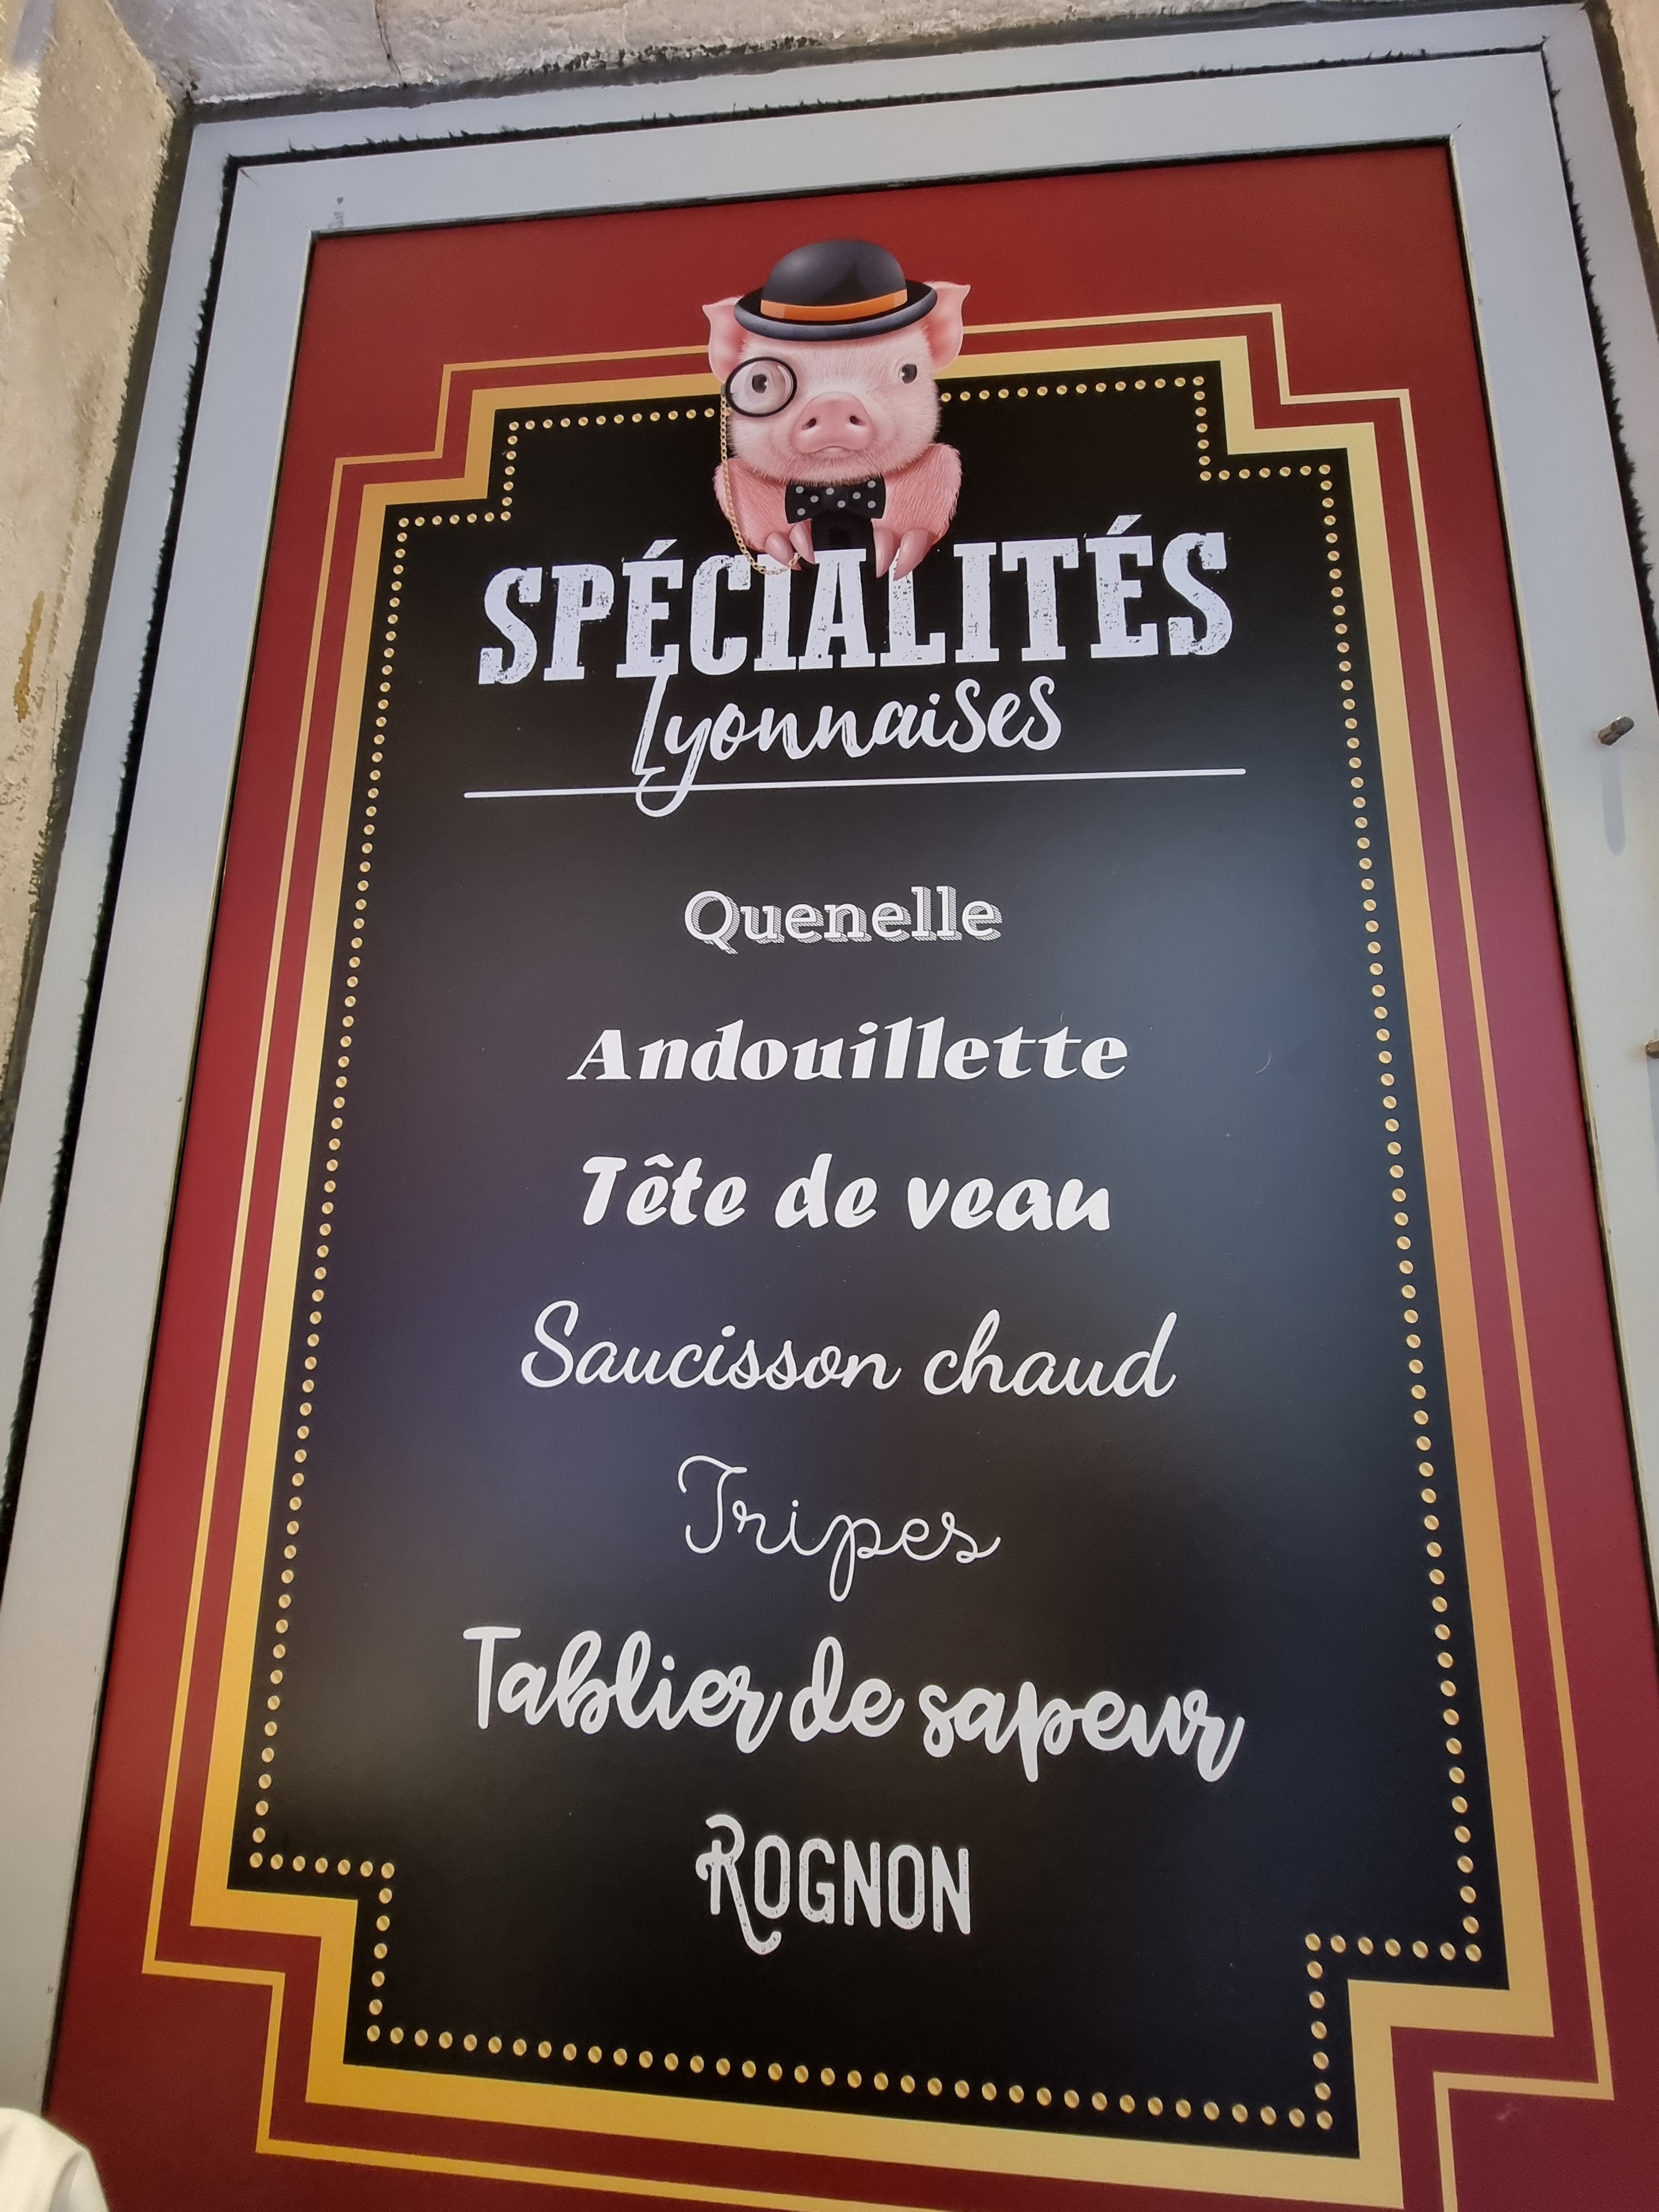 SPÉCIALITÉS
Lyonnaises
Quenelle
Andouillette
Tête de veau
Saucisson chaud
Tripes
Tablier de sapeur
ROGNON